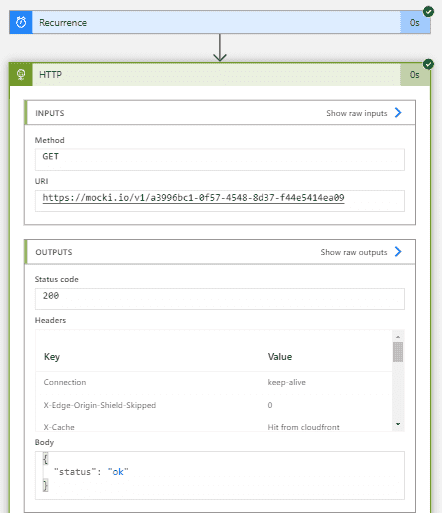 Recurrence 0s
HTTP 0s
INPUTS Show raw inputs
Method
GET
URI
https://mocki.io/v1/a3996bc1-0f57-4548-8d37-f44e5414ea09
OUTPUTS Show raw outputs
Status code
200
Headers
Key Value
Connection keep-alive
X-Edge-Origin-Shield-Skipped 0
X-Cache Hit from cloudfront
Body
{
"status": "ok"
}